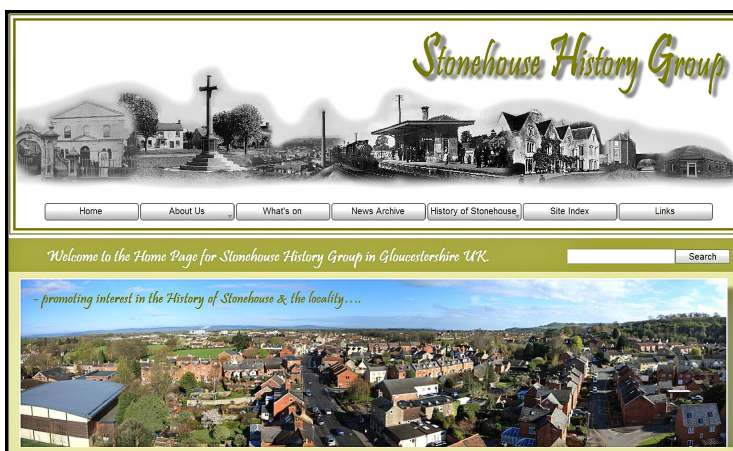 Stonehouse History Group
Home
About Us
What's on
News Archive
History of Stonehouse
Site Index
Links
Welcome to the Home Page for Stonehouse History Group in Gloucestershire UK.
Search
~ promoting interest in the History of Stonehouse & the locality....